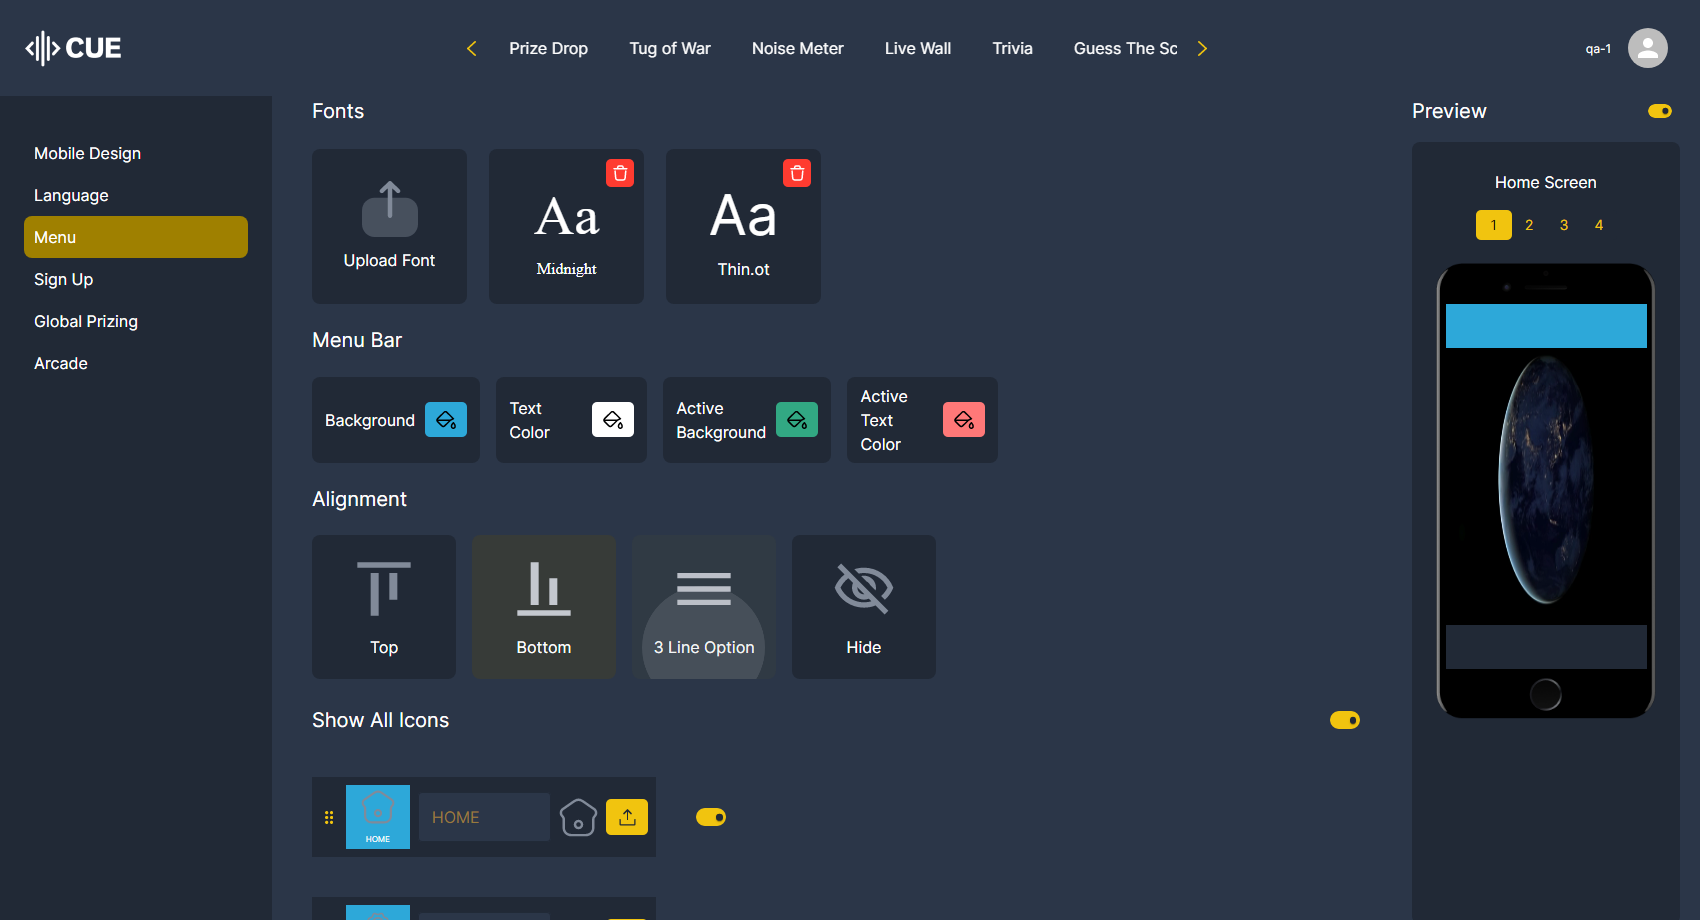 CUE
Prize Drop
Tug of War
Noise Meter
Live Wall
Trivia
Guess The Sc
qa-1
Mobile Design
Language
Menu
Sign Up
Global Prizing
Arcade
Fonts
Upload Font
Aa
Midnight
Aa
Thin.ot
Menu Bar
Background
Text
Color
Active
Background
Active
Text
Color
Alignment
Top
Bottom
3 Line Option
Hide
Show All Icons
HOME
HOME
Preview
Home Screen
1 2 3 4